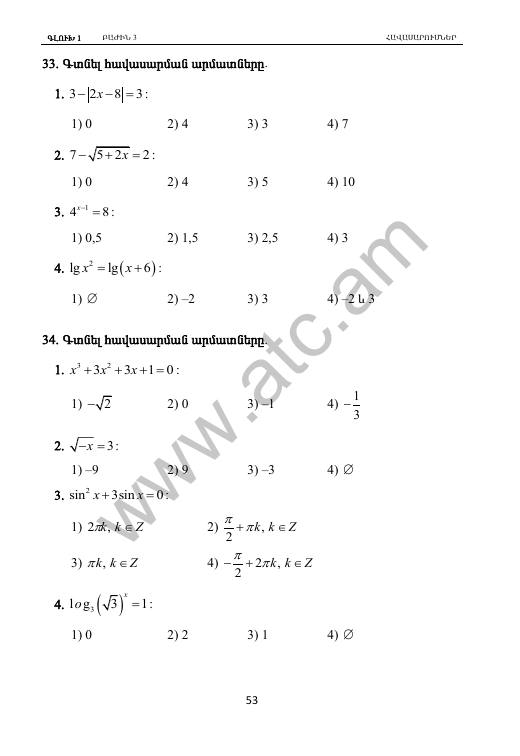 ԳԼՈՒԽ 1 ԲԱԺԻՆ 3 ՀԱՎԱՍԱՐՈՒՄՆԵՐ
33. Գտնել հավասարման արմատները.
1. 3−|2x−8|=3:
1) 0 2) 4 3) 3 4) 7
2. 7−√(5+2x)=2:
1) 0 2) 4 3) 5 4) 10
3. 4ˣ⁻¹=8:
1) 0,5 2) 1,5 3) 2,5 4) 3
4. lg x²=lg(x+6):
1) ∅ 2) –2 3) 3 4) –2 և 3
34. Գտնել հավասարման արմատները.
1. x³+3x²+3x+1=0:
1) −√2 2) 0 3) –1 4) −1/3
2. √−x=3:
1) –9 2) 9 3) –3 4) ∅
3. sin² x+3sin x=0:
1) 2πk, k∈Z 2) π/2+πk, k∈Z
3) πk, k∈Z 4) −π/2+2πk, k∈Z
4. log₃(√3)ˣ=1:
1) 0 2) 2 3) 1 4) ∅
53
www.atc.am